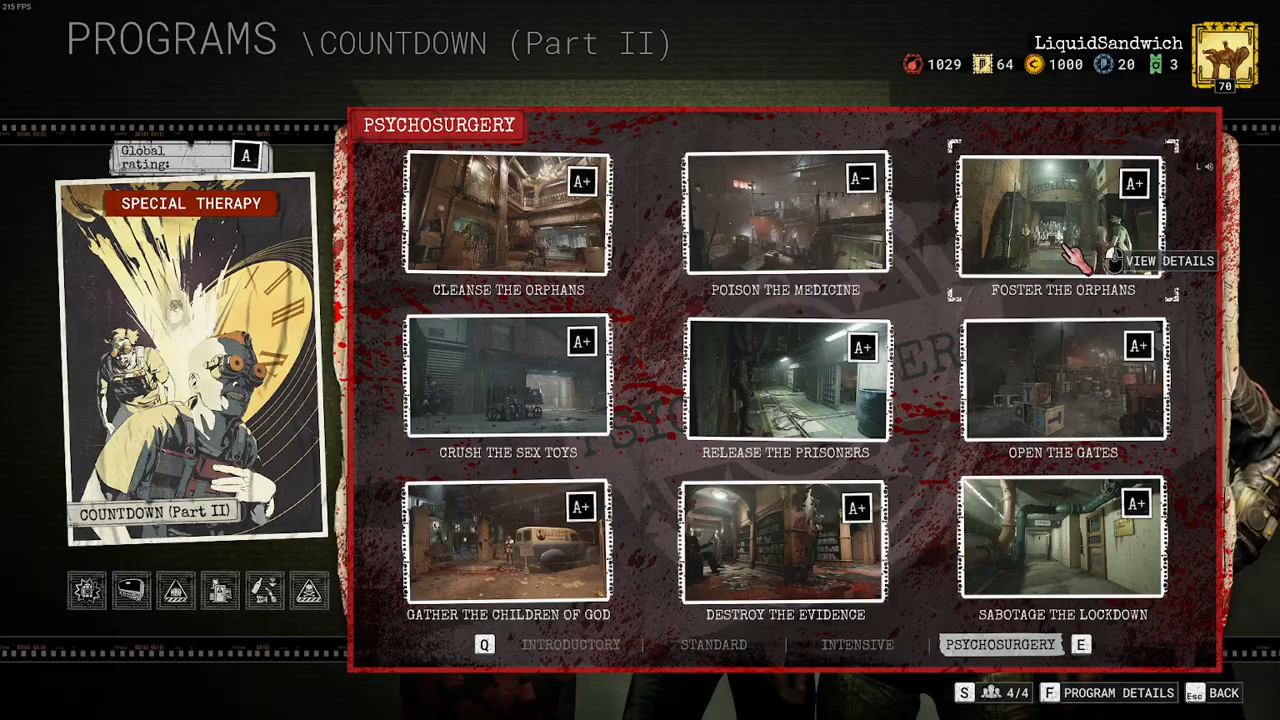 215 FPS
PROGRAMS \COUNTDOWN (Part II)
LiquidSandwich
1029 64 1000 20 3
70
PSYCHOSURGERY
Global
rating:
A
SPECIAL THERAPY
COUNTDOWN (Part II)
A+
CLEANSE THE ORPHANS
A-
POISON THE MEDICINE
A+
FOSTER THE ORPHANS
VIEW DETAILS
L
A+
CRUSH THE SEX TOYS
A+
RELEASE THE PRISONERS
A+
OPEN THE GATES
A+
GATHER THE CHILDREN OF GOD
A+
DESTROY THE EVIDENCE
A+
SABOTAGE THE LOCKDOWN
Q INTRODUCTORY STANDARD INTENSIVE PSYCHOSURGERY E
S 4/4 F PROGRAM DETAILS Esc BACK